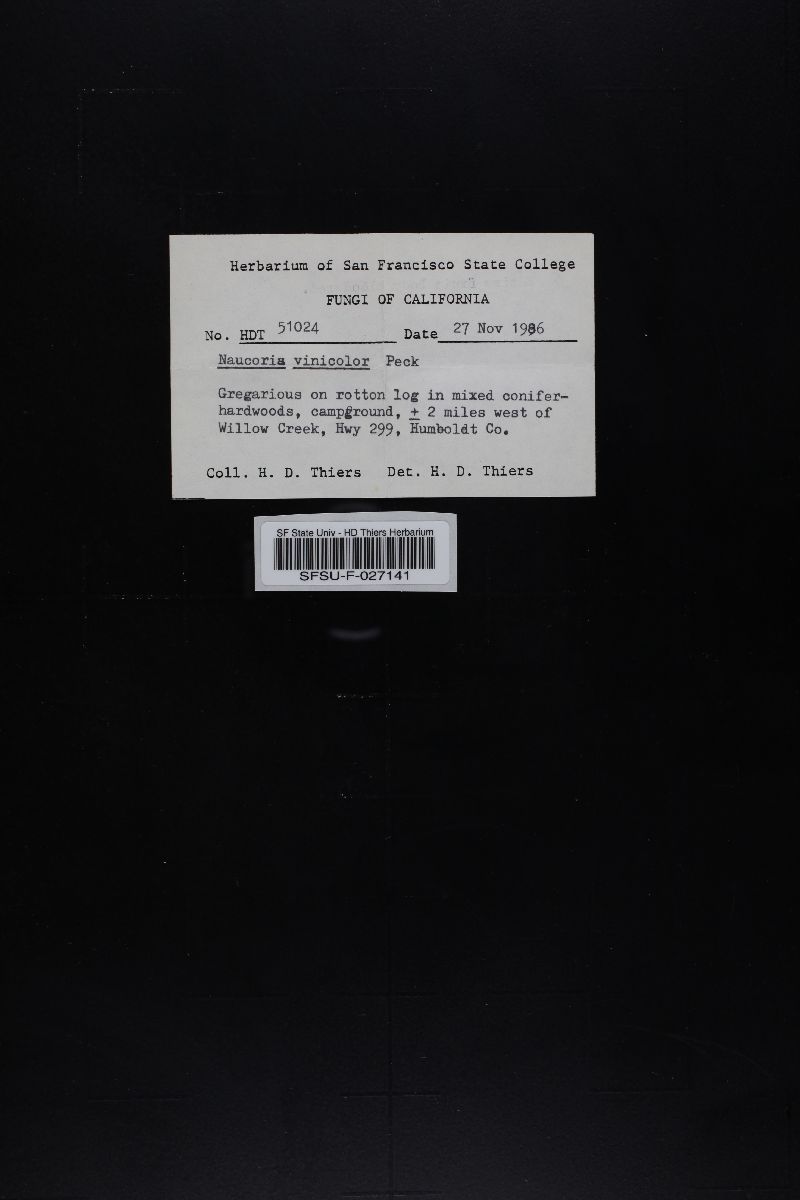 Herbarium of San Francisco State College
FUNGI OF CALIFORNIA
No. HDT 51024 Date 27 Nov 1986
Naucoria vinicolor Peck
Gregarious on rotton log in mixed conifer-
hardwoods, campground, ± 2 miles west of
Willow Creek, Hwy 299, Humboldt Co.
Coll. H. D. Thiers Det. H. D. Thiers
SF State Univ - HD Thiers Herbarium
SFSU-F-027141